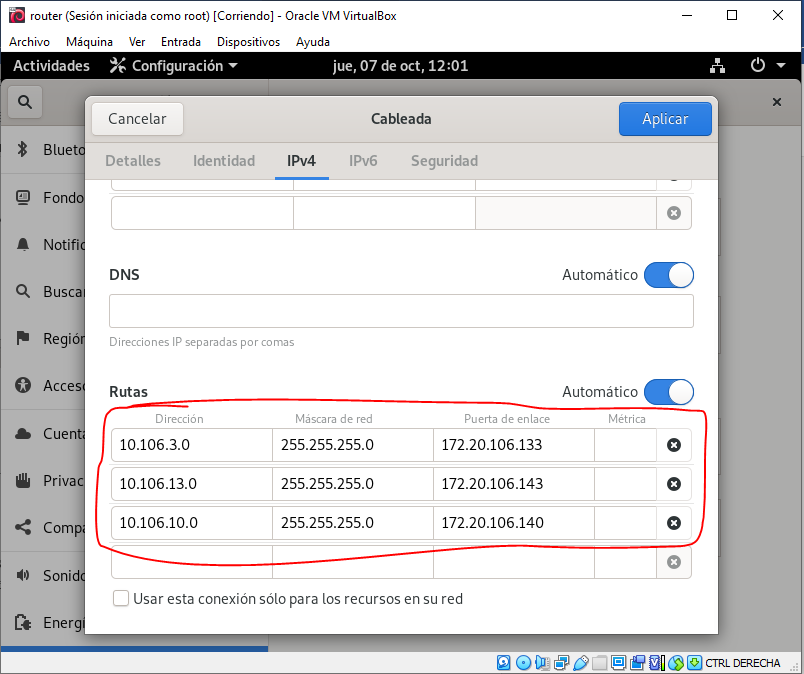 router (Sesión iniciada como root) [Corriendo] - Oracle VM VirtualBox
Archivo Máquina Ver Entrada Dispositivos Ayuda
Actividades Configuración jue, 07 de oct, 12:01
Cancelar Cableada Aplicar
Detalles Identidad IPv4 IPv6 Seguridad
Blueto
Fondo
Notific
Buscar
Región
Acceso
Cuenta
Privac
Compa
Sonido
Energí
DNS Automático
Direcciones IP separadas por comas
Rutas Automático
Dirección Máscara de red Puerta de enlace Métrica
10.106.3.0 255.255.255.0 172.20.106.133
10.106.13.0 255.255.255.0 172.20.106.143
10.106.10.0 255.255.255.0 172.20.106.140
Usar esta conexión sólo para los recursos en su red
CTRL DERECHA